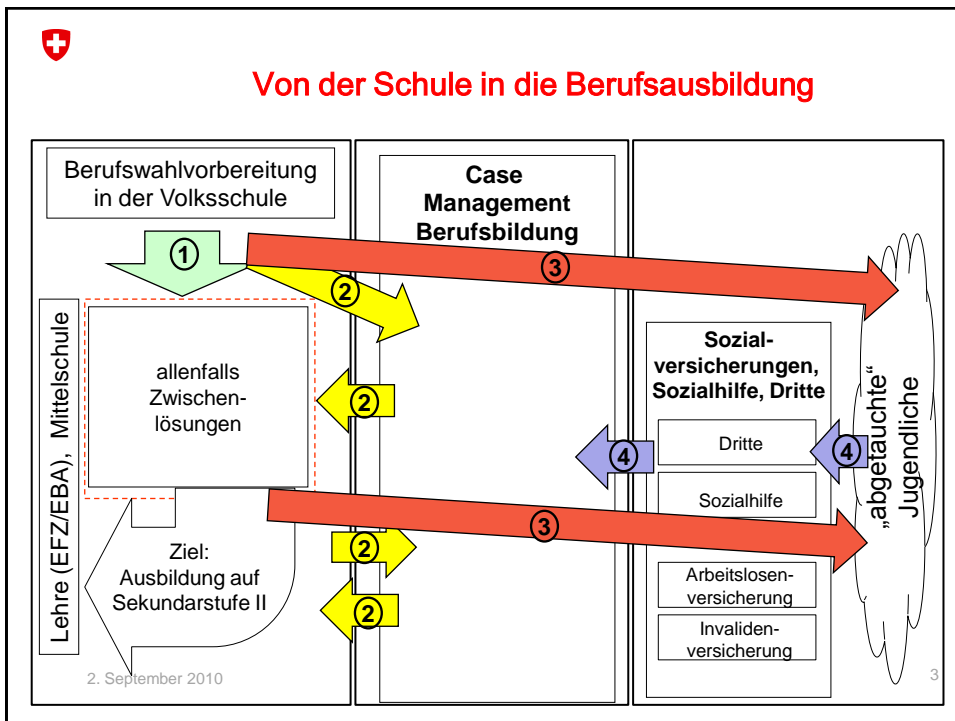 Von der Schule in die Berufsausbildung
Berufswahlvorbereitung
in der Volksschule
1
2
3
Case
Management
Berufsbildung
Lehre (EFZ/EBA), Mittelschule
allenfalls
Zwischen-
lösungen
2
Sozial-
versicherungen,
Sozialhilfe, Dritte
Dritte
4
4
Sozialhilfe
„abgetauchte“
Jugendliche
3
Ziel:
Ausbildung auf
Sekundarstufe II
2
2
Arbeitslosen-
versicherung
Invaliden-
versicherung
2. September 2010
3